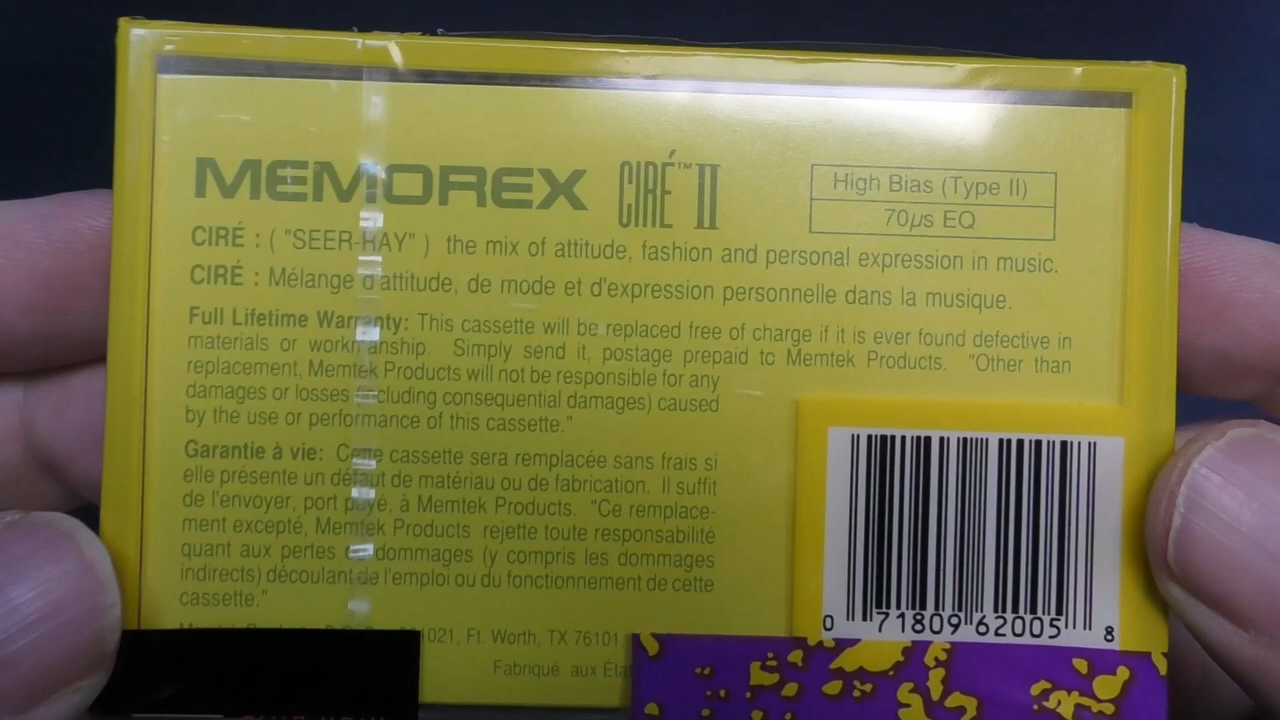 MEMOREX CIRÉ™ II
High Bias (Type II)
70µs EQ
CIRÉ : ( "SEER-RAY" ) the mix of attitude, fashion and personal expression in music.
CIRÉ : Mélange d'attitude, de mode et d'expression personnelle dans la musique.
Full Lifetime Warranty: This cassette will be replaced free of charge if it is ever found defective in
materials or workmanship. Simply send it, postage prepaid to Memtek Products. "Other than
replacement, Memtek Products will not be responsible for any
damages or losses (including consequential damages) caused
by the use or performance of this cassette."
Garantie à vie: Cette cassette sera remplacée sans frais si
elle présente un défaut de matériau ou de fabrication. Il suffit
de l'envoyer, port payé, à Memtek Products. "Ce remplace-
ment excepté, Memtek Products rejette toute responsabilité
quant aux pertes ou dommages (y compris les dommages
indirects) découlant de l'emploi ou du fonctionnement de cette
cassette."
021, Ft. Worth, TX 76101
Fabriqué aux
0 71809 62005 8